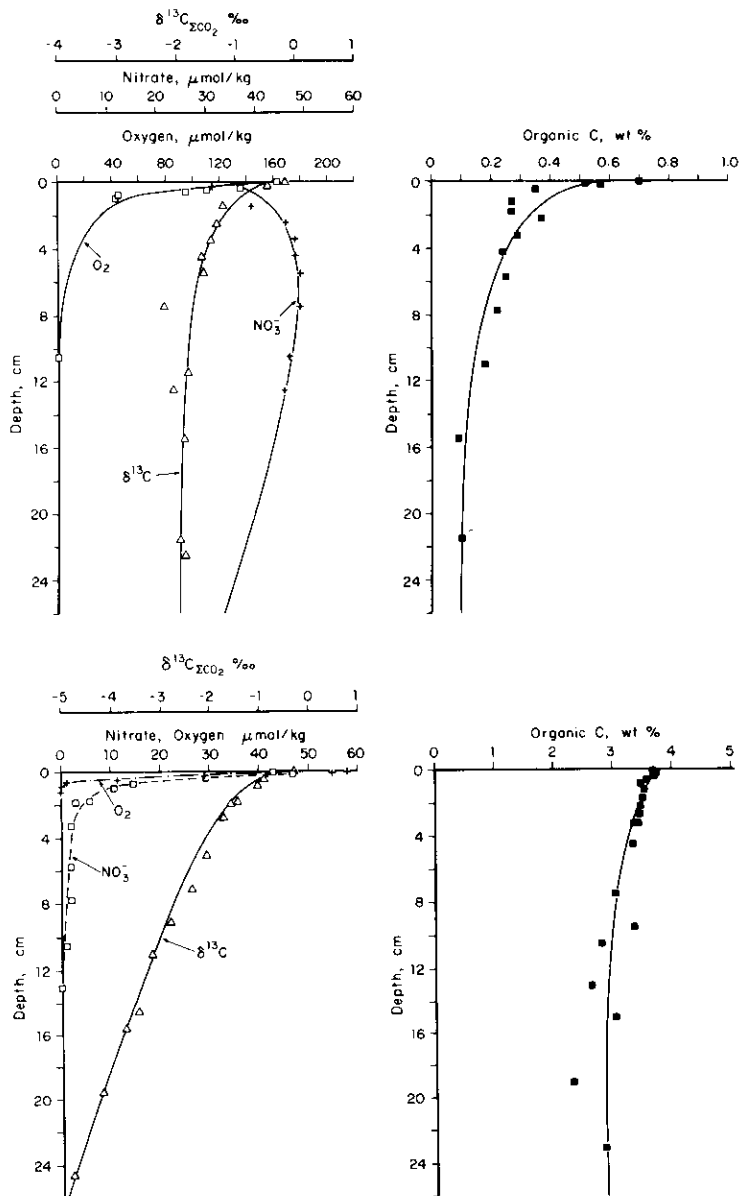 δ¹³C_ΣCO₂ ‰
-4 -3 -2 -1 0 1
Nitrate, μmol/kg
0 10 20 30 40 50 60
Oxygen, μmol/kg
0 40 80 120 160 200
Organic C, wt %
0 0.2 0.4 0.6 0.8 1.0
0
4
8
12
16
20
24
Depth, cm
O₂
NO₃⁻
δ¹³C
0
4
8
12
16
20
24
Depth, cm
δ¹³C_ΣCO₂ ‰
-5 -4 -3 -2 -1 0 1
Nitrate, Oxygen μmol/kg
0 10 20 30 40 50 60
Organic C, wt %
0 1 2 3 4 5
0
4
8
12
16
20
24
Depth, cm
O₂
NO₃⁻
δ¹³C
0
4
8
12
16
20
24
Depth, cm